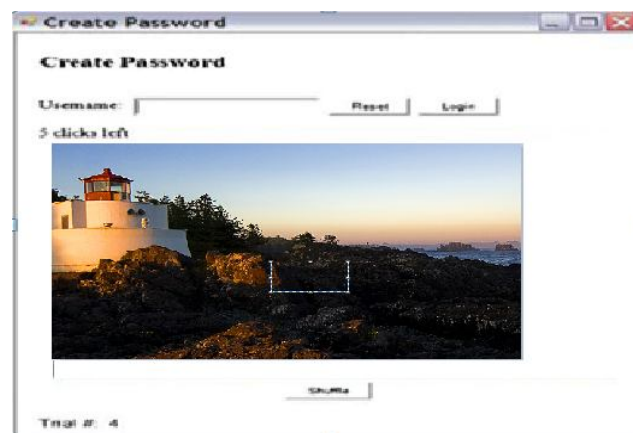 Create Password
Create Password
Username: Reset Login
5 clicks left
Shuffle
Trial #: 4